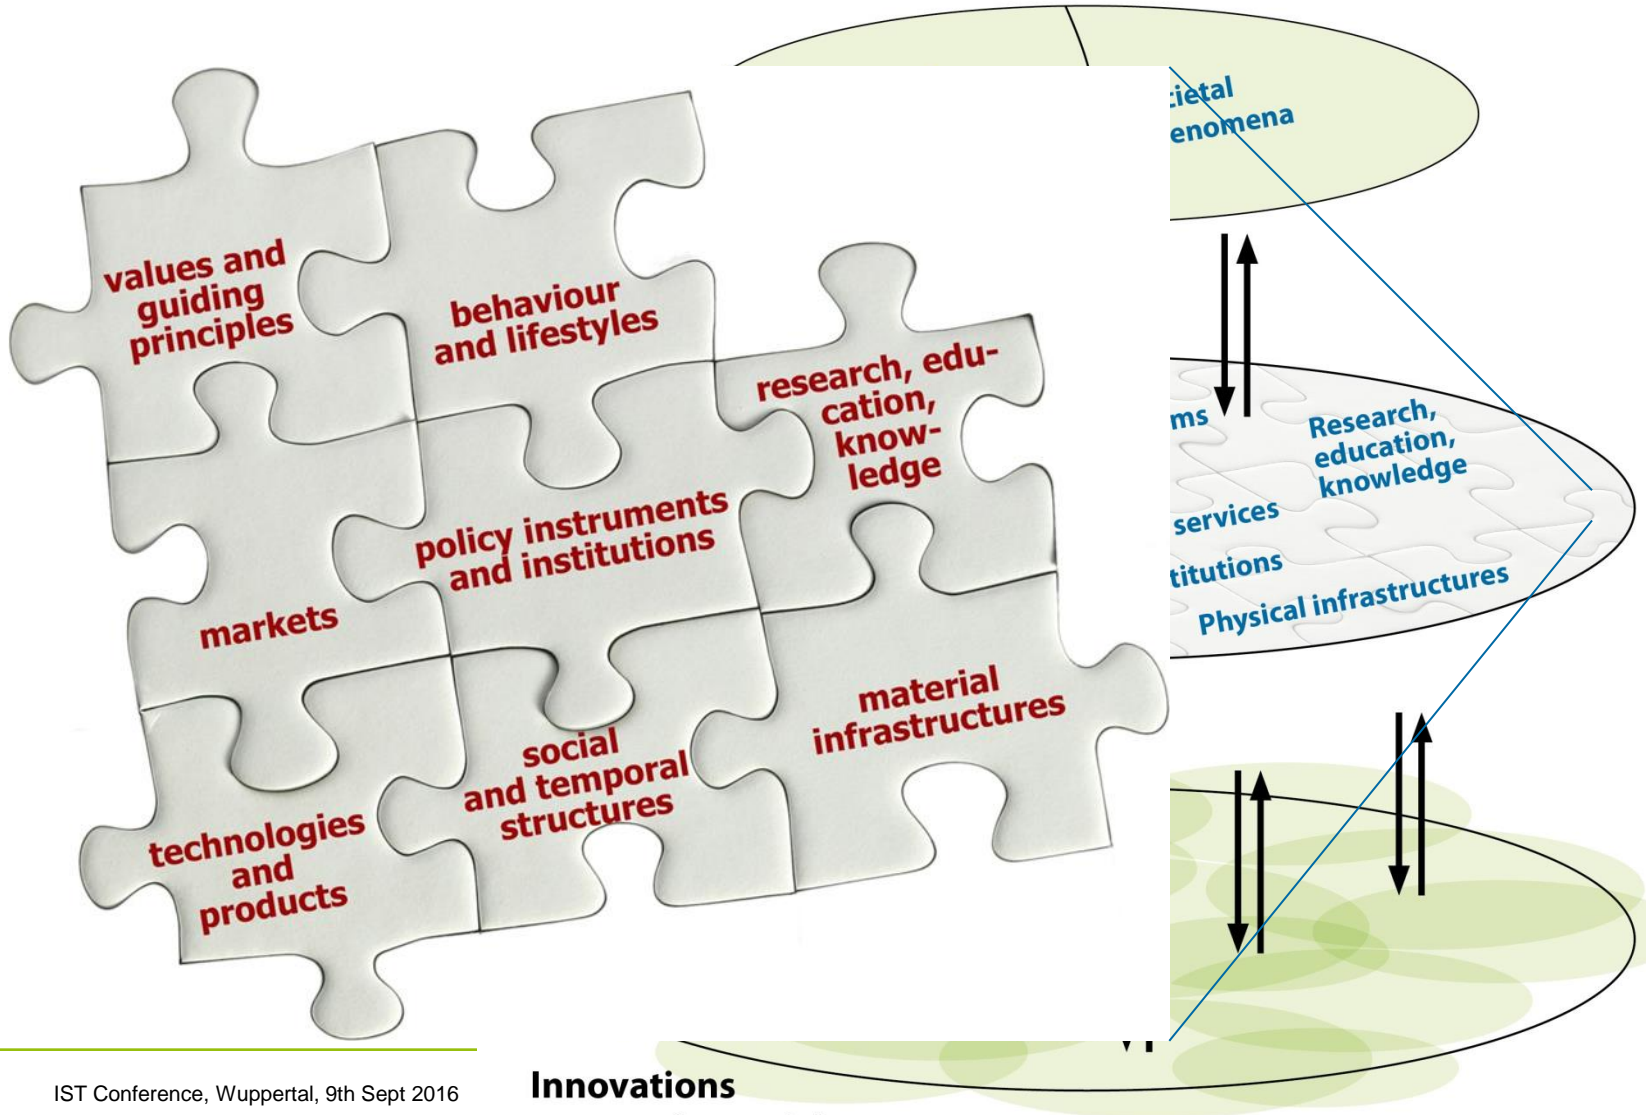 values and
guiding
principles
behaviour
and lifestyles
research, edu-
cation,
know-
ledge
policy instruments
and institutions
markets
material
infrastructures
social
and temporal
structures
technologies
and
products
cietal
enomena
ms
Research,
education,
knowledge
services
titutions
Physical infrastructures
Innovations
IST Conference, Wuppertal, 9th Sept 2016